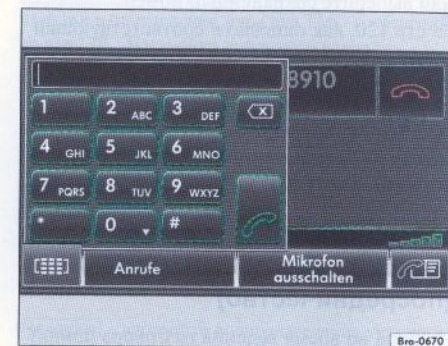 8910
1 2 ABC 3 DEF
4 GHI 5 JKL 6 MNO
7 PQRS 8 TUV 9 WXYZ
* 0 #
Anrufe
Mikrofon
ausschalten
Bra-0670